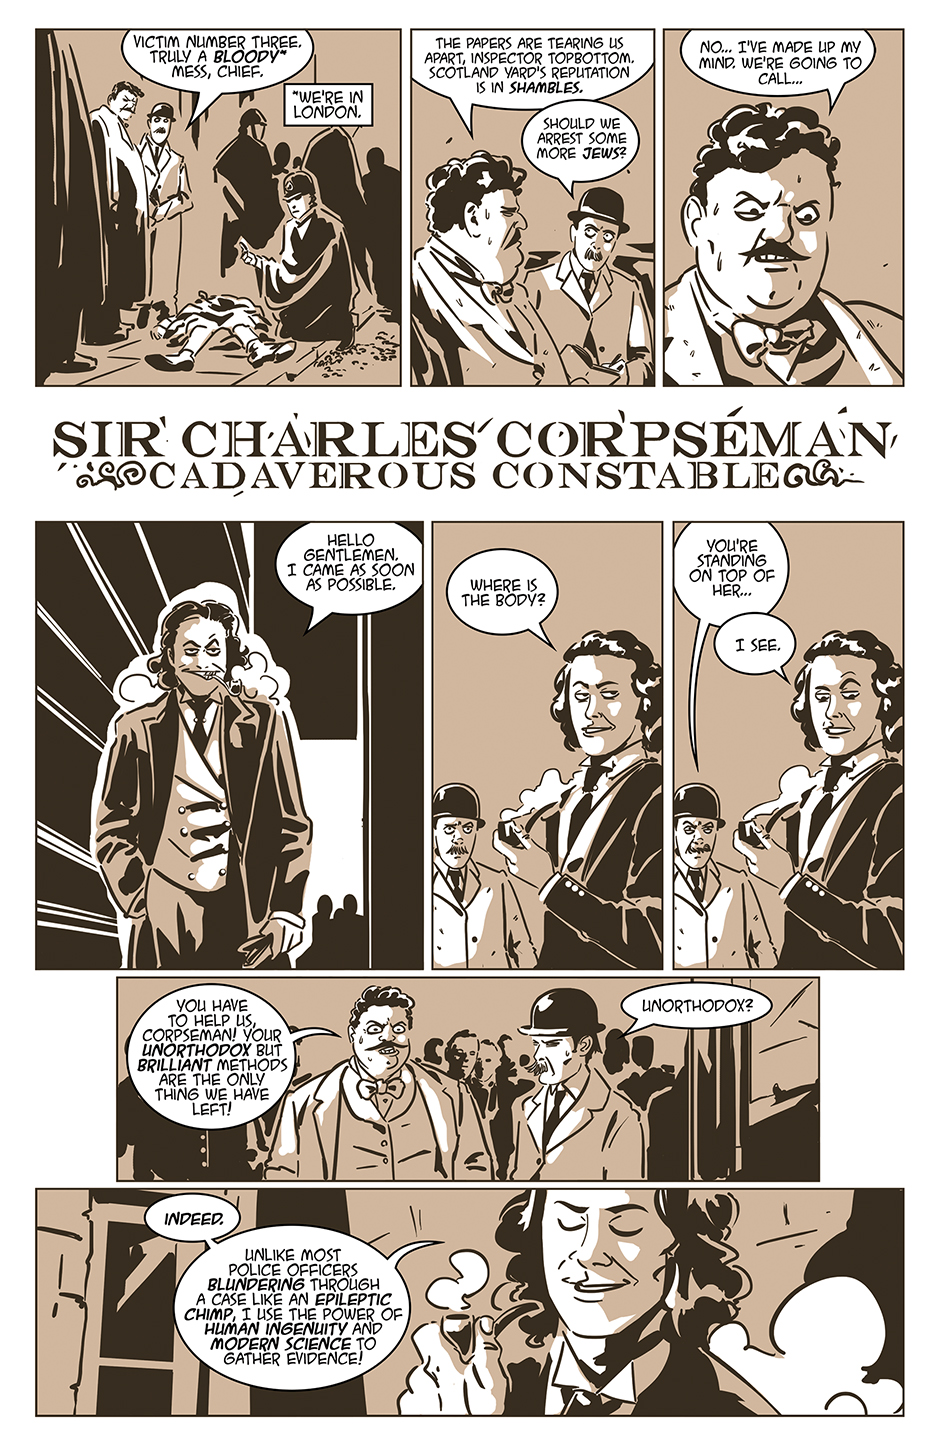 VICTIM NUMBER THREE.
TRULY A BLOODY*
MESS, CHIEF.
*WE'RE IN
LONDON.
THE PAPERS ARE TEARING US
APART, INSPECTOR TOPBOTTOM.
SCOTLAND YARD'S REPUTATION
IS IN SHAMBLES.
SHOULD WE
ARREST SOME
MORE JEWS?
NO... I'VE MADE UP MY
MIND. WE'RE GOING TO
CALL...
SIR CHARLES CORPSÉMAN
CADAVEROUS CONSTABLE
HELLO
GENTLEMEN.
I CAME AS SOON
AS POSSIBLE.
WHERE IS
THE BODY?
YOU'RE
STANDING
ON TOP OF
HER...
I SEE.
YOU HAVE
TO HELP US,
CORPSEMAN! YOUR
UNORTHODOX BUT
BRILLIANT METHODS
ARE THE ONLY
THING WE HAVE
LEFT!
UNORTHODOX?
INDEED.
UNLIKE MOST
POLICE OFFICERS
BLUNDERING THROUGH
A CASE LIKE AN EPILEPTIC
CHIMP, I USE THE POWER OF
HUMAN INGENUITY AND
MODERN SCIENCE TO
GATHER EVIDENCE!